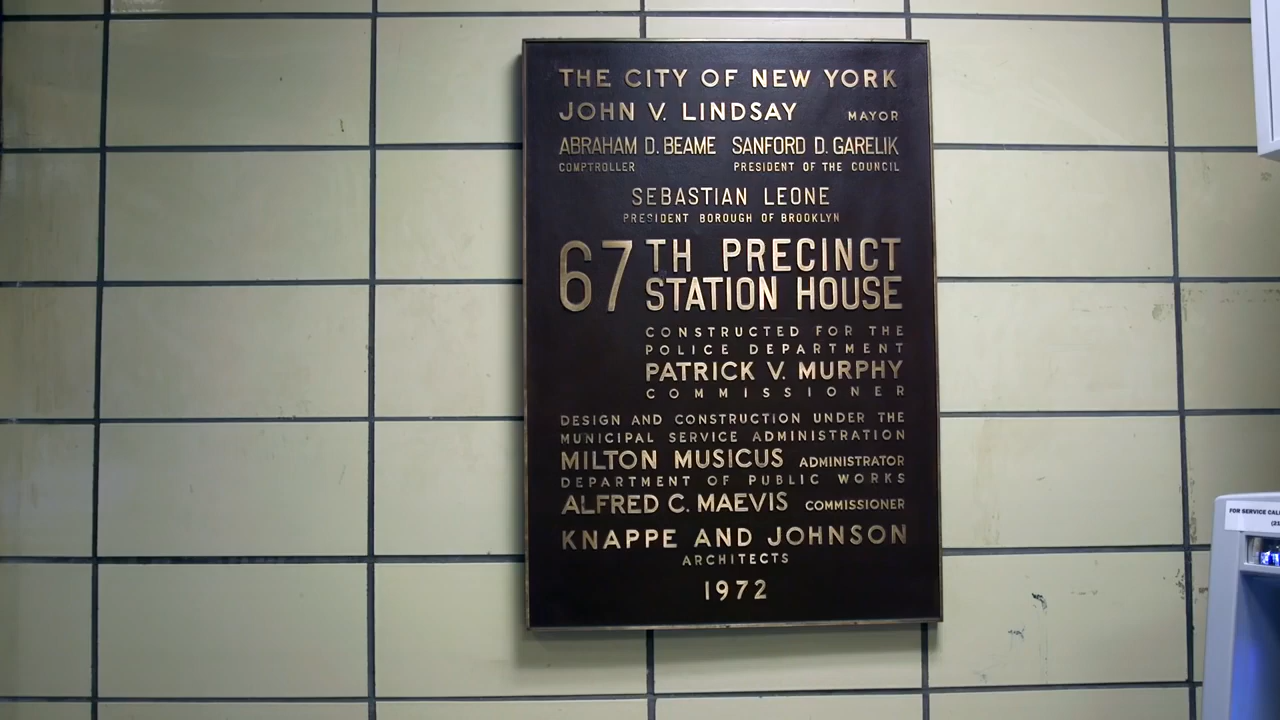 THE CITY OF NEW YORK
JOHN V. LINDSAY MAYOR
ABRAHAM D. BEAME SANFORD D. GARELIK
COMPTROLLER PRESIDENT OF THE COUNCIL
SEBASTIAN LEONE
PRESIDENT BOROUGH OF BROOKLYN
67TH PRECINCT
STATION HOUSE
CONSTRUCTED FOR THE
POLICE DEPARTMENT
PATRICK V. MURPHY
COMMISSIONER
DESIGN AND CONSTRUCTION UNDER THE
MUNICIPAL SERVICE ADMINISTRATION
MILTON MUSICUS ADMINISTRATOR
DEPARTMENT OF PUBLIC WORKS
ALFRED C. MAEVIS COMMISSIONER
KNAPPE AND JOHNSON
ARCHITECTS
1972
FOR SERVICE